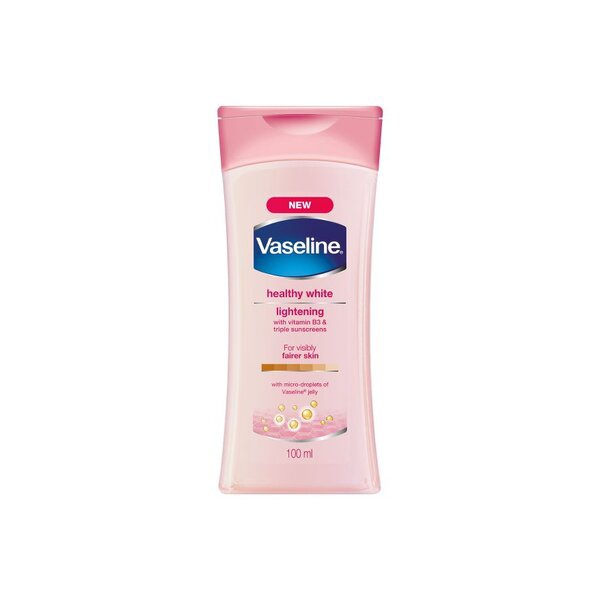 NEW
Vaseline®
healthy white
lightening
with vitamin B3 &
triple sunscreens
For visibly
fairer skin
with micro-droplets of
Vaseline® jelly
100 ml